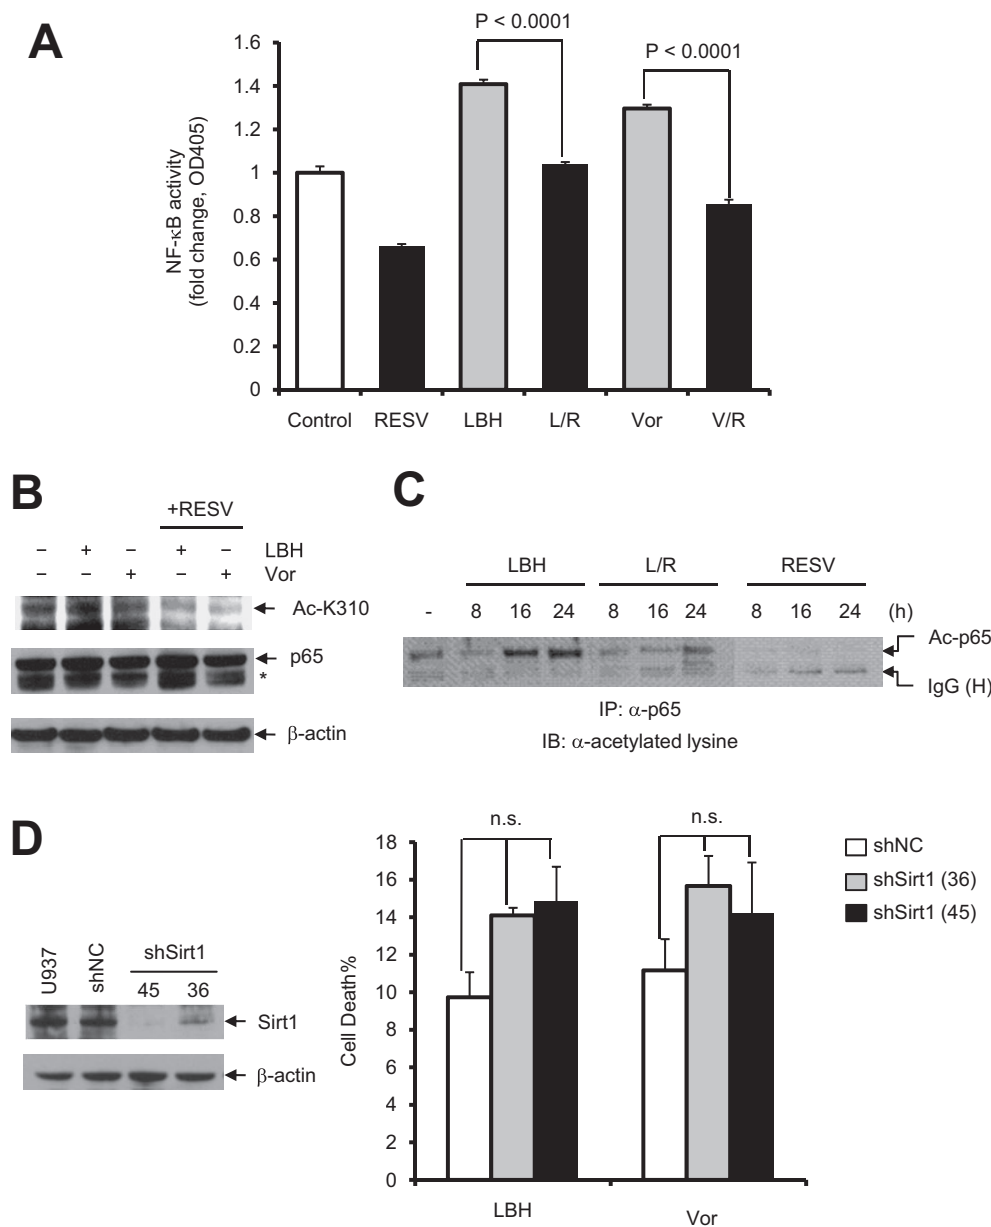 A
P < 0.0001
P < 0.0001
NF-κB activity
(fold change, OD405)
1.6
1.4
1.2
1
0.8
0.6
0.4
0.2
0
Control RESV LBH L/R Vor V/R
B
+RESV
– + – + – LBH
– – + – + Vor
Ac-K310
p65
*
β-actin
C
LBH L/R RESV
- 8 16 24 8 16 24 8 16 24 (h)
Ac-p65
IgG (H)
IP: α-p65
IB: α-acetylated lysine
D
U937 shNC shSirt1
45 36
Sirt1
β-actin
n.s.
n.s.
Cell Death%
18
16
14
12
10
8
6
4
2
0
LBH Vor
shNC
shSirt1 (36)
shSirt1 (45)